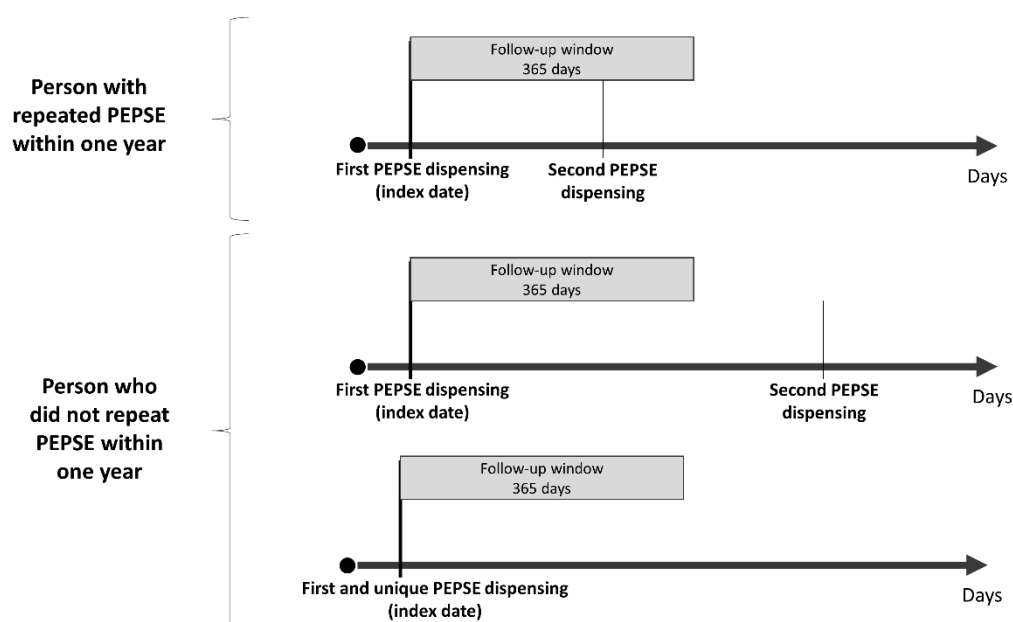 Person with
repeated PEPSE
within one year
Follow-up window
365 days
First PEPSE dispensing
(index date)
Second PEPSE
dispensing
Days
Person who
did not repeat
PEPSE within
one year
Follow-up window
365 days
First PEPSE dispensing
(index date)
Second PEPSE
dispensing
Days
Follow-up window
365 days
First and unique PEPSE dispensing
(index date)
Days